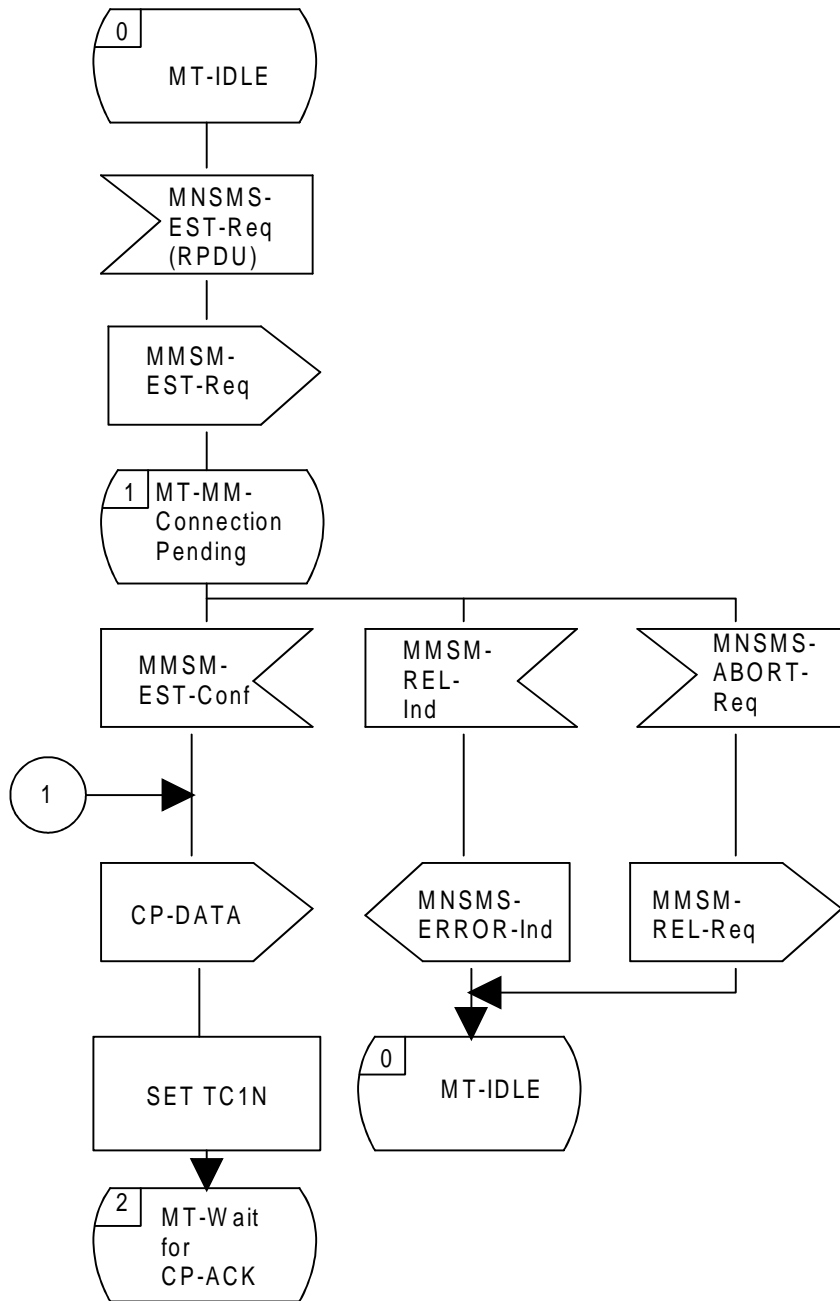 0
MT-IDLE
MNSMS-
EST-Req
(RPDU)
MMSM-
EST-Req
1
MT-MM-
Connection
Pending
MMSM-
EST-Conf
MMSM-
REL-
Ind
MNSMS-
ABORT-
Req
1
CP-DATA
MNSMS-
ERROR-Ind
MMSM-
REL-Req
SET TC1N
0
MT-IDLE
2
MT-Wait
for
CP-ACK